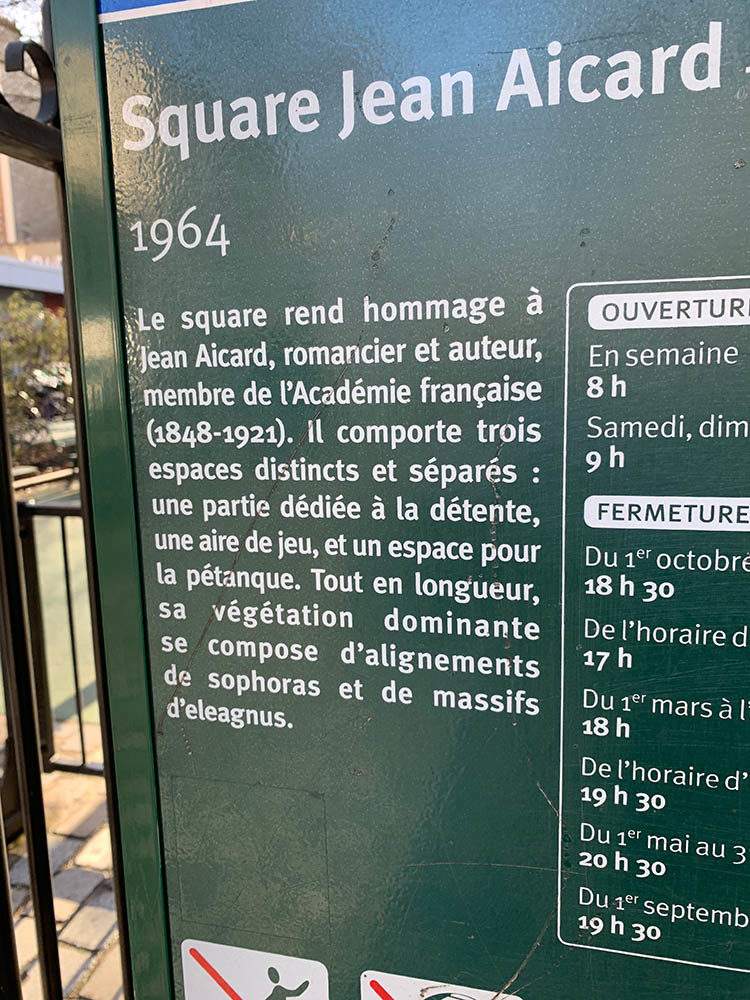 Square Jean Aicard
1964
Le square rend hommage à
Jean Aicard, romancier et auteur,
membre de l'Académie française
(1848-1921). Il comporte trois
espaces distincts et séparés :
une partie dédiée à la détente,
une aire de jeu, et un espace pour
la pétanque. Tout en longueur,
sa végétation dominante
se compose d'alignements
de sophoras et de massifs
d'eleagnus.
OUVERTUR
En semaine
8 h
Samedi, dim
9 h
FERMETURE
Du 1er octobre
18 h 30
De l'horaire d
17 h
Du 1er mars à l'
18 h
De l'horaire d'
19 h 30
Du 1er mai au 3
20 h 30
Du 1er septemb
19 h 30